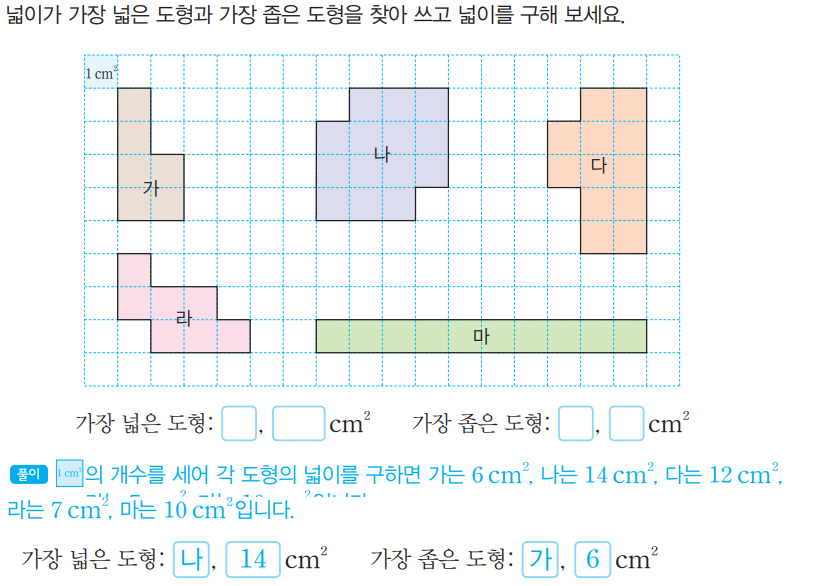 넓이가 가장 넓은 도형과 가장 좁은 도형을 찾아 쓰고 넓이를 구해 보세요.
1 cm²
가
나
다
라
마
가장 넓은 도형: , cm² 가장 좁은 도형: , cm²
풀이 1 cm² 의 개수를 세어 각 도형의 넓이를 구하면 가는 6 cm², 나는 14 cm², 다는 12 cm²,
라는 7 cm², 마는 10 cm²입니다.
가장 넓은 도형: 나, 14 cm² 가장 좁은 도형: 가, 6 cm²